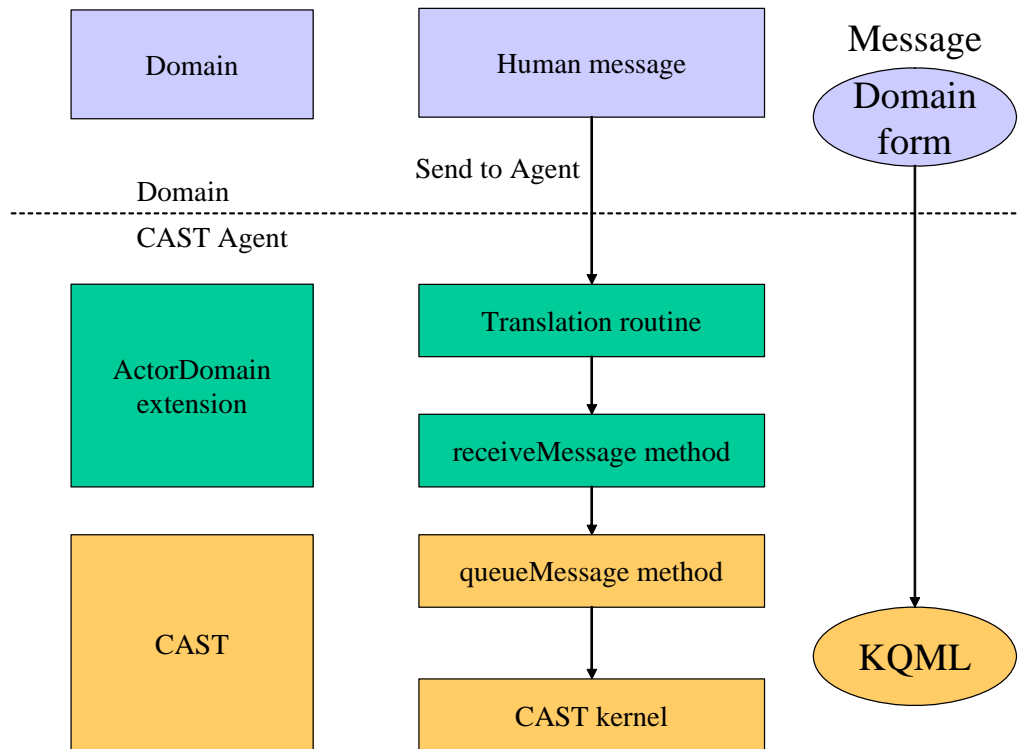 Message
Domain
Human message
Domain
form
Send to Agent
Domain
CAST Agent
Translation routine
ActorDomain
extension
receiveMessage method
queueMessage method
CAST
KQML
CAST kernel